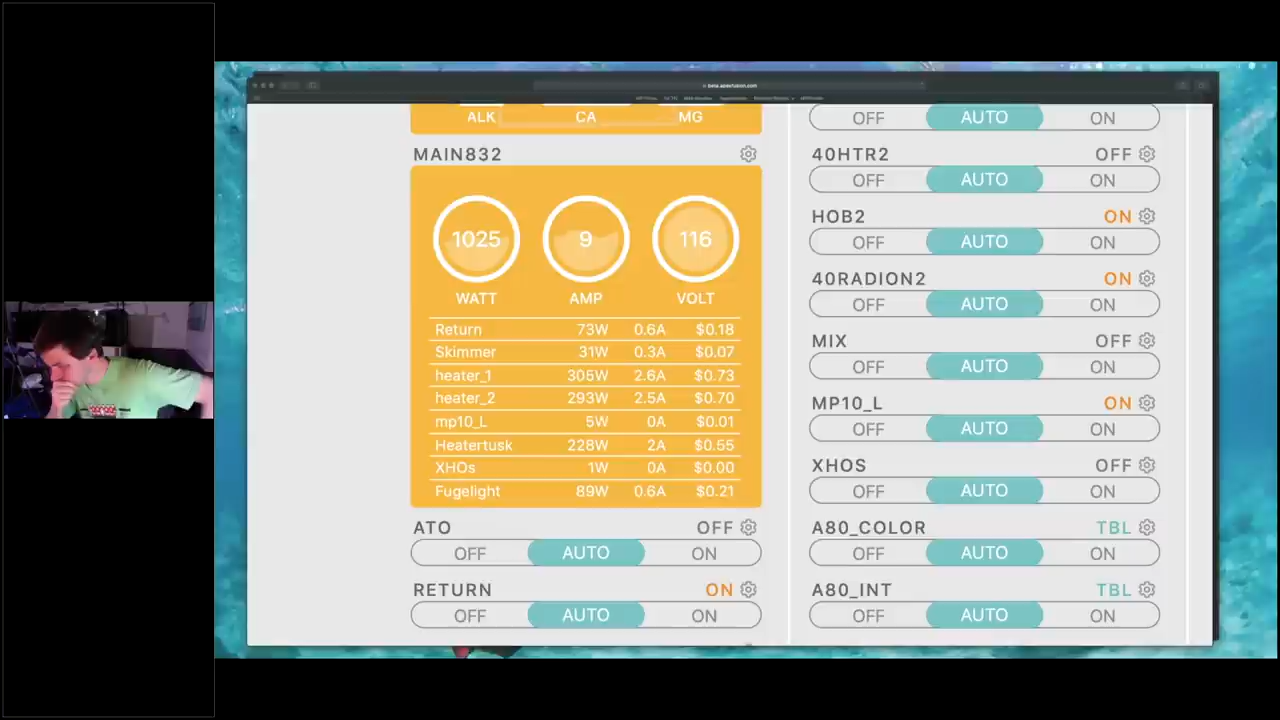 beta.apexfusion.com
ALK CA MG
MAIN832
1025 9 116
WATT AMP VOLT
Return 73W 0.6A $0.18
Skimmer 31W 0.3A $0.07
heater_1 305W 2.6A $0.73
heater_2 293W 2.5A $0.70
mp10_L 5W 0A $0.01
Heatertusk 228W 2A $0.55
XHOs 1W 0A $0.00
Fugelight 89W 0.6A $0.21
ATO OFF
OFF AUTO ON
RETURN ON
OFF AUTO ON
OFF AUTO ON
40HTR2 OFF
OFF AUTO ON
HOB2 ON
OFF AUTO ON
40RADION2 ON
OFF AUTO ON
MIX OFF
OFF AUTO ON
MP10_L ON
OFF AUTO ON
XHOS OFF
OFF AUTO ON
A80_COLOR TBL
OFF AUTO ON
A80_INT TBL
OFF AUTO ON